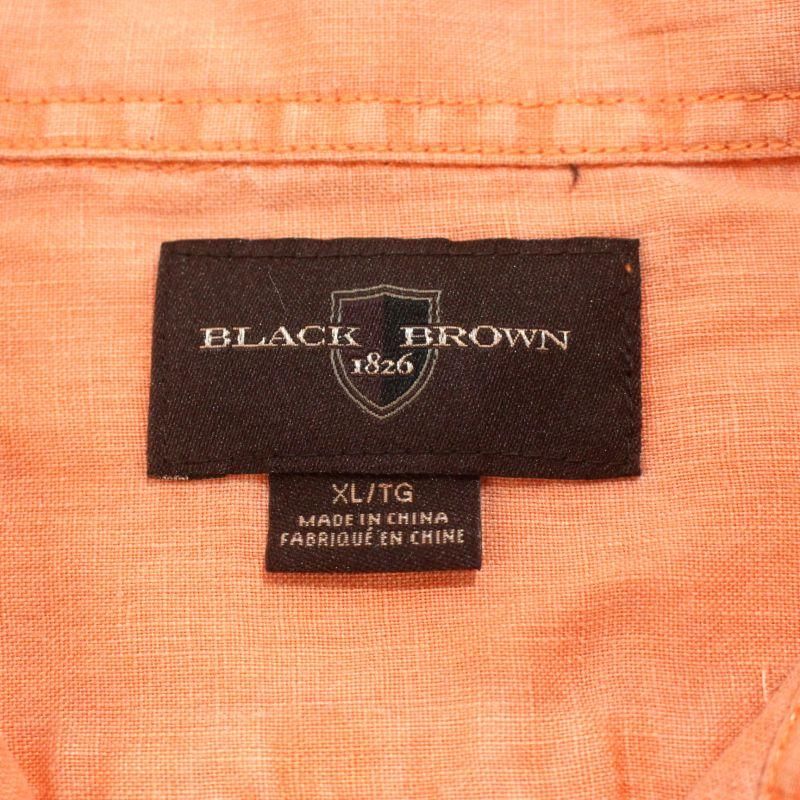 BLACK BROWN
1826
XL/TG
MADE IN CHINA
FABRIQUÉ EN CHINE